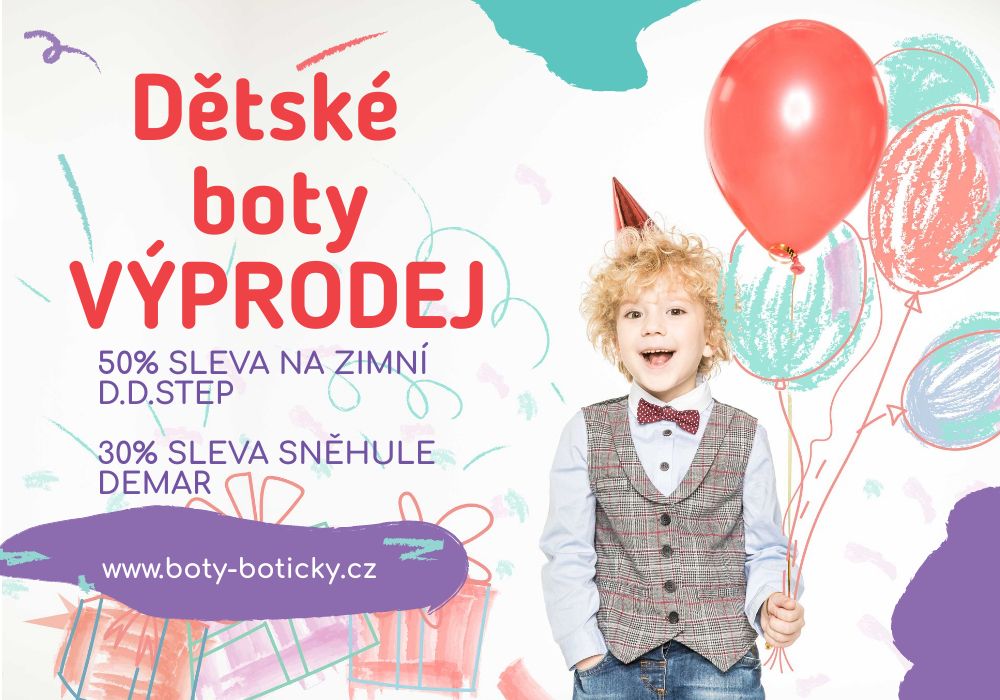 Dětské
boty
VÝPRODEJ
50% SLEVA NA ZIMNÍ
D.D.STEP
30% SLEVA SNĚHULE
DEMAR
www.boty-boticky.cz